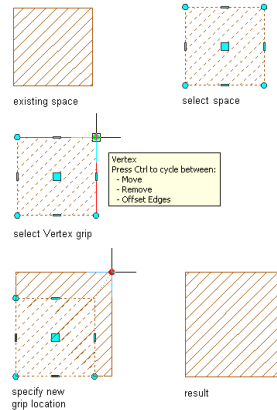 existing space
select space
Vertex
Press Ctrl to cycle between:
- Move
- Remove
- Offset Edges
select Vertex grip
specify new
grip location
result